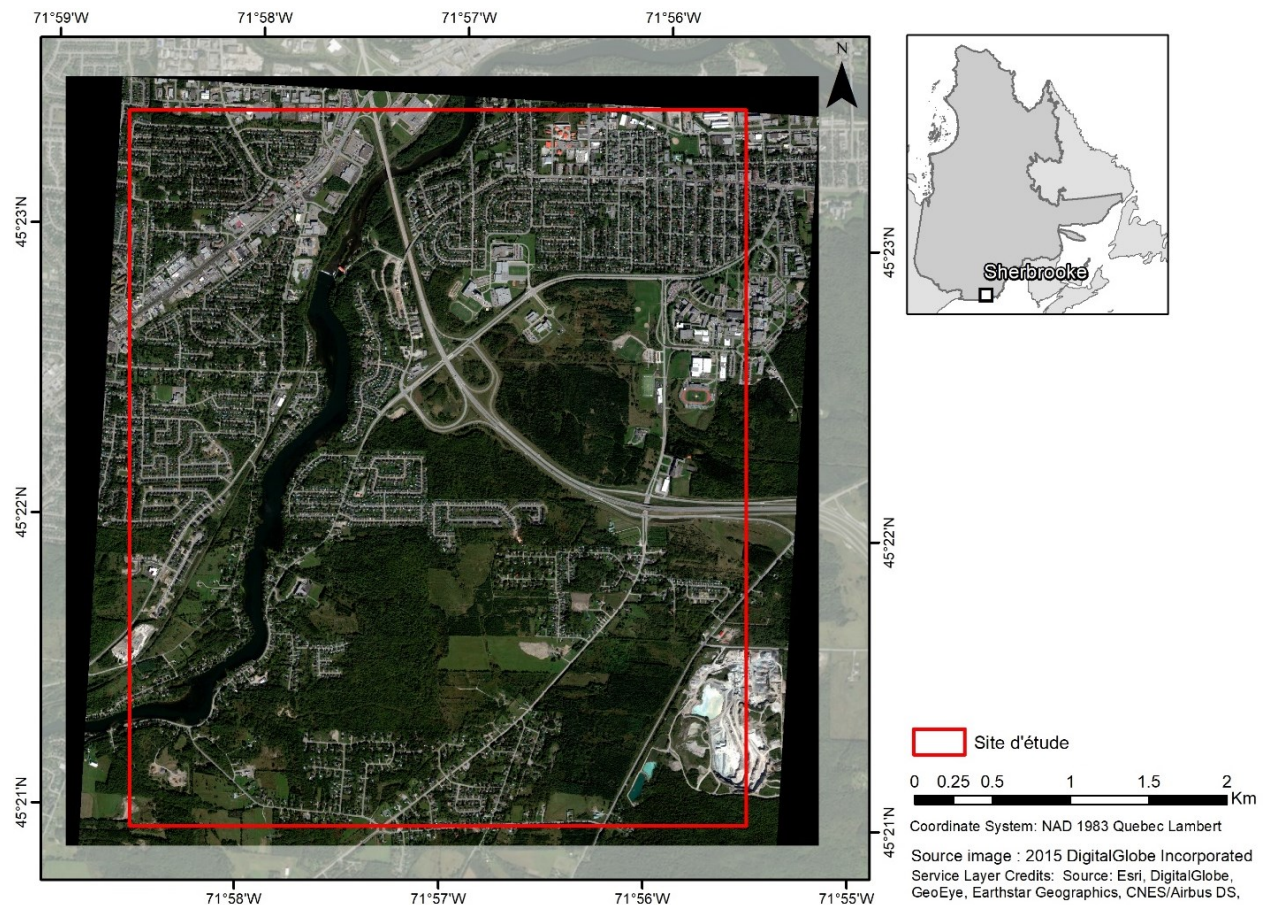 71°59'W 71°58'W 71°57'W 71°56'W
N
45°23'N
45°22'N
45°21'N
45°23'N
45°22'N
45°21'N
71°58'W 71°57'W 71°56'W 71°55'W
Sherbrooke
Site d'étude
0 0.25 0.5 1 1.5 2
Km
Coordinate System: NAD 1983 Quebec Lambert
Source image : 2015 DigitalGlobe Incorporated
Service Layer Credits: Source: Esri, DigitalGlobe,
GeoEye, Earthstar Geographics, CNES/Airbus DS,